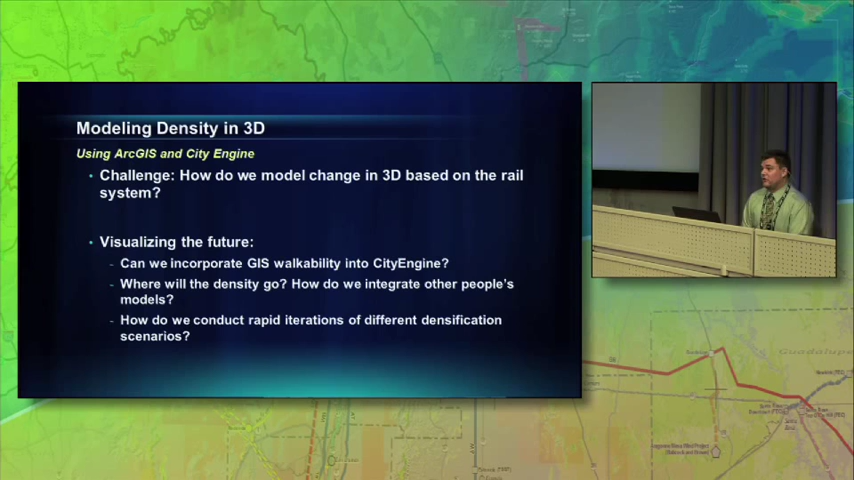 Modeling Density in 3D
Using ArcGIS and City Engine
• Challenge: How do we model change in 3D based on the rail
system?
• Visualizing the future:
- Can we incorporate GIS walkability into CityEngine?
- Where will the density go? How do we integrate other people's
models?
- How do we conduct rapid iterations of different densification
scenarios?